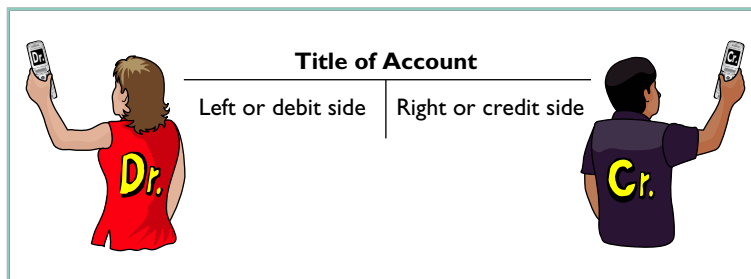 Dr.
Cr.
Title of Account
Left or debit side
Right or credit side
Dr.
Cr.